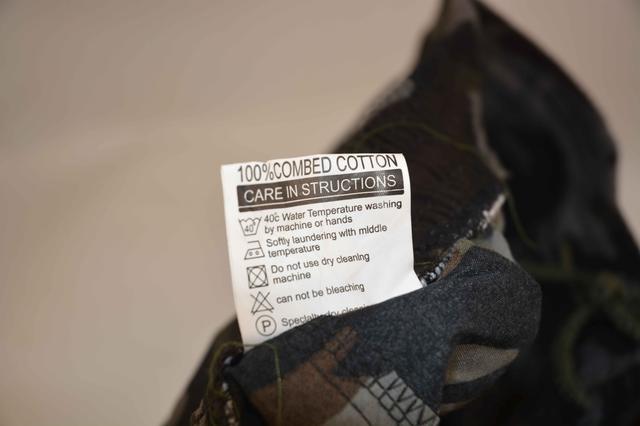 100%COMBED COTTON
CARE IN STRUCTIONS
40 40c Water Temperature washing
by machine or hands
Softly laundering with middle
temperature
Do not use dry cleaning
machine
can not be bleaching
P